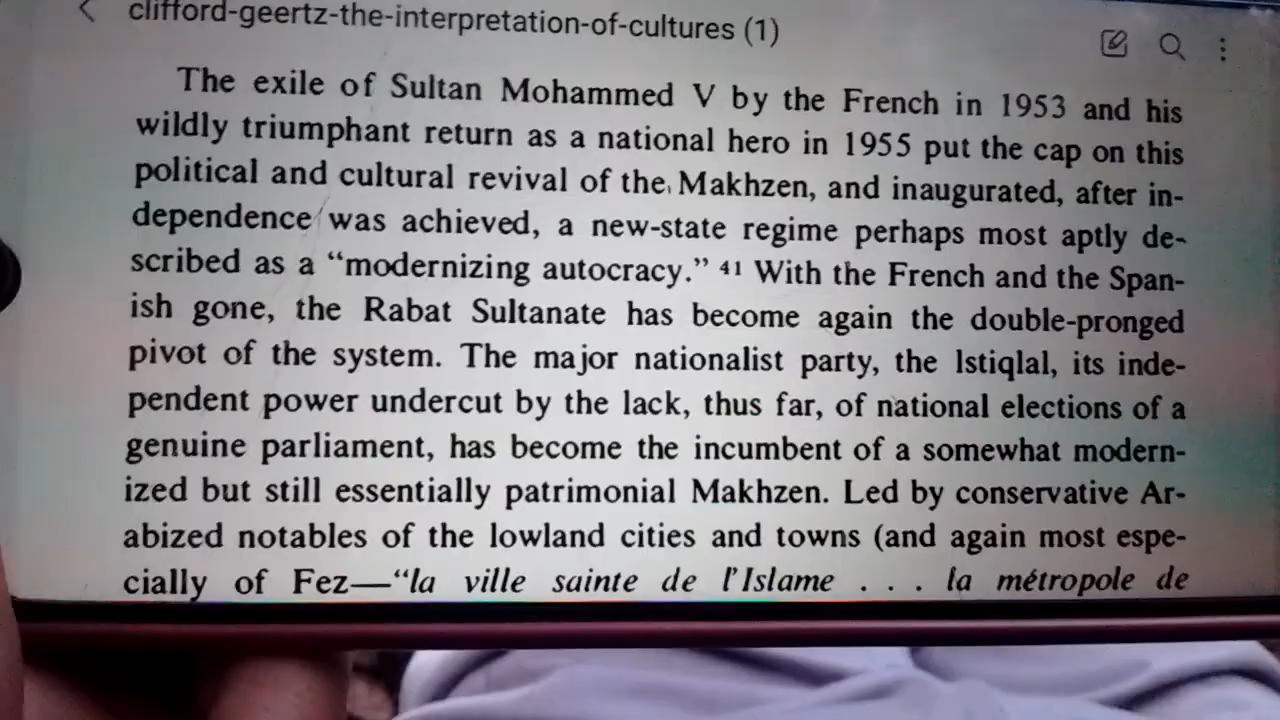 clifford-geertz-the-interpretation-of-cultures (1)
The exile of Sultan Mohammed V by the French in 1953 and his
wildly triumphant return as a national hero in 1955 put the cap on this
political and cultural revival of the Makhzen, and inaugurated, after in-
dependence was achieved, a new-state regime perhaps most aptly de-
scribed as a “modernizing autocracy.” 41 With the French and the Span-
ish gone, the Rabat Sultanate has become again the double-pronged
pivot of the system. The major nationalist party, the Istiqlal, its inde-
pendent power undercut by the lack, thus far, of national elections of a
genuine parliament, has become the incumbent of a somewhat modern-
ized but still essentially patrimonial Makhzen. Led by conservative Ar-
abized notables of the lowland cities and towns (and again most espe-
cially of Fez—“la ville sainte de l'Islame . . . la métropole de